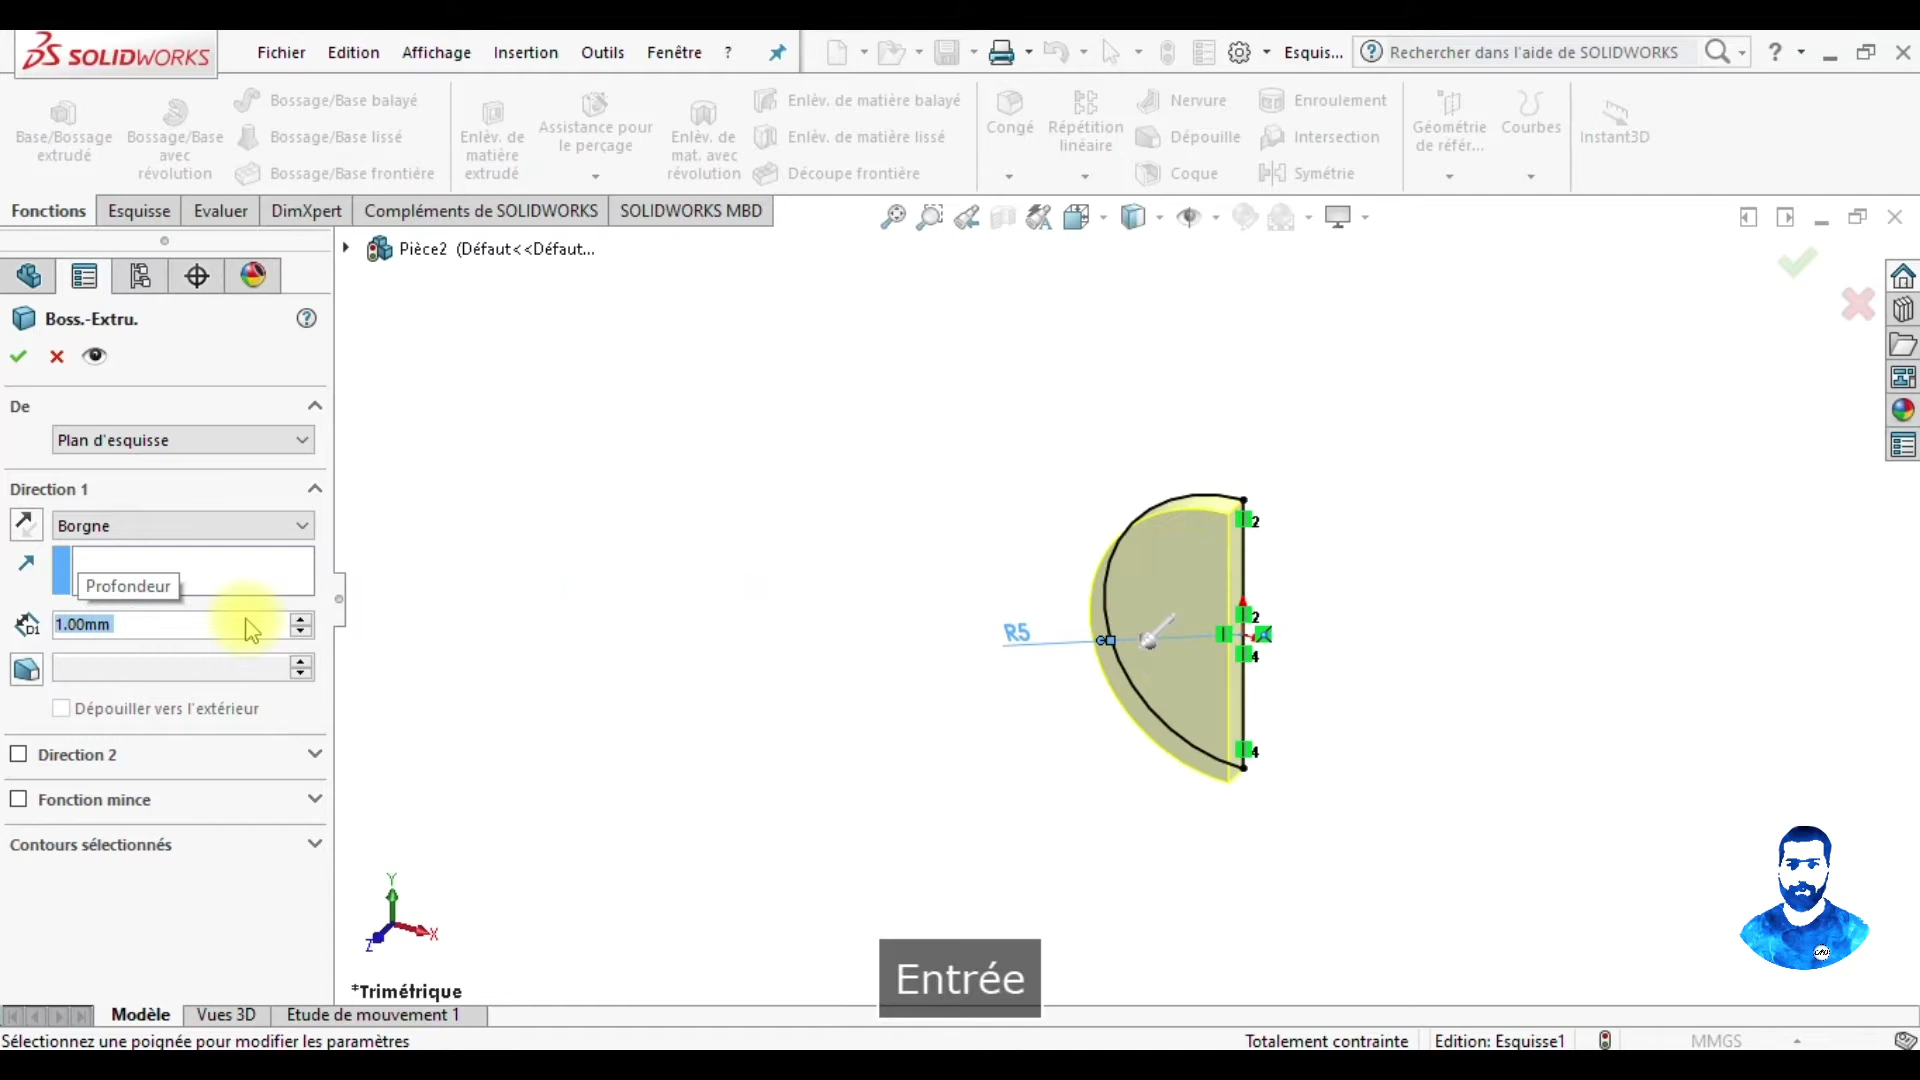 SOLIDWORKS
Fichier Edition Affichage Insertion Outils Fenêtre ?
Esquis... Rechercher dans l'aide de SOLIDWORKS ?
Base/Bossage extrudé
Bossage/Base avec révolution
Bossage/Base balayé
Bossage/Base lissé
Bossage/Base frontière
Enlèv. de matière extrudé
Assistance pour le perçage
Enlèv. de mat. avec révolution
Enlèv. de matière balayé
Enlèv. de matière lissé
Découpe frontière
Congé
Répétition linéaire
Nervure
Dépouille
Coque
Enroulement
Intersection
Symétrie
Géométrie de référ...
Courbes
Instant3D
Fonctions Esquisse Evaluer DimXpert Compléments de SOLIDWORKS SOLIDWORKS MBD
Pièce2 (Défaut<<Défaut...
Boss.-Extru.
De
Plan d'esquisse
Direction 1
Borgne
Profondeur
D1 1.00mm
Dépouiller vers l'extérieur
Direction 2
Fonction mince
Contours sélectionnés
R5
2
2
4
4
Y
X
Z
*Trimétrique
Entrée
CAO
Modèle Vues 3D Etude de mouvement 1
Sélectionnez une poignée pour modifier les paramètres
Totalement contrainte Edition: Esquisse1 MMGS